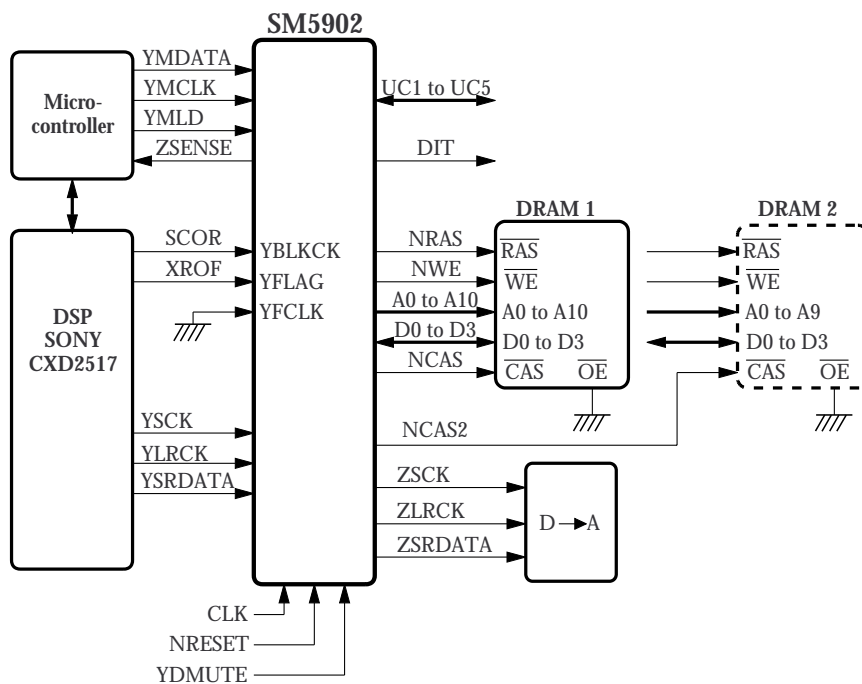 SM5902
YMDATA
YMCLK
YMLD
ZSENSE
Micro-
controller
UC1 to UC5
DIT
DRAM 1
DRAM 2
SCOR
XROF
YBLKCK
YFLAG
YFCLK
DSP
SONY
CXD2517
NRAS
NWE
A0 to A10
D0 to D3
NCAS
RAS
WE
A0 to A10
D0 to D3
CAS OE
RAS
WE
A0 to A9
D0 to D3
CAS OE
NCAS2
YSCK
YLRCK
YSRDATA
ZSCK
ZLRCK
ZSRDATA
D A
CLK
NRESET
YDMUTE